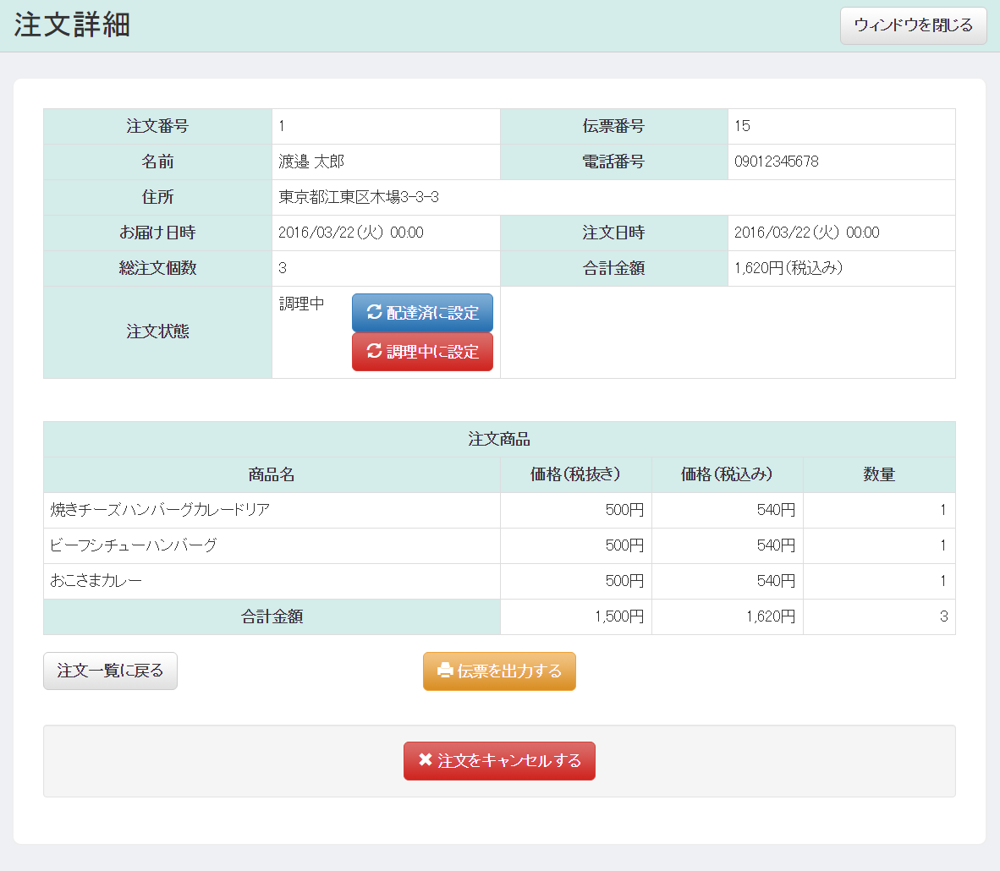 注文詳細
ウィンドウを閉じる
注文番号 1 伝票番号 15
名前 渡邉 太郎 電話番号 09012345678
住所 東京都江東区木場3-3-3
お届け日時 2016/03/22(火) 00:00 注文日時 2016/03/22(火) 00:00
総注文個数 3 合計金額 1,620円(税込み)
注文状態 調理中 配達済に設定
調理中に設定
注文商品
商品名 価格(税抜き) 価格(税込み) 数量
焼きチーズハンバーグカレードリア 500円 540円 1
ビーフシチューハンバーグ 500円 540円 1
おこさまカレー 500円 540円 1
合計金額 1,500円 1,620円 3
注文一覧に戻る 伝票を出力する
注文をキャンセルする